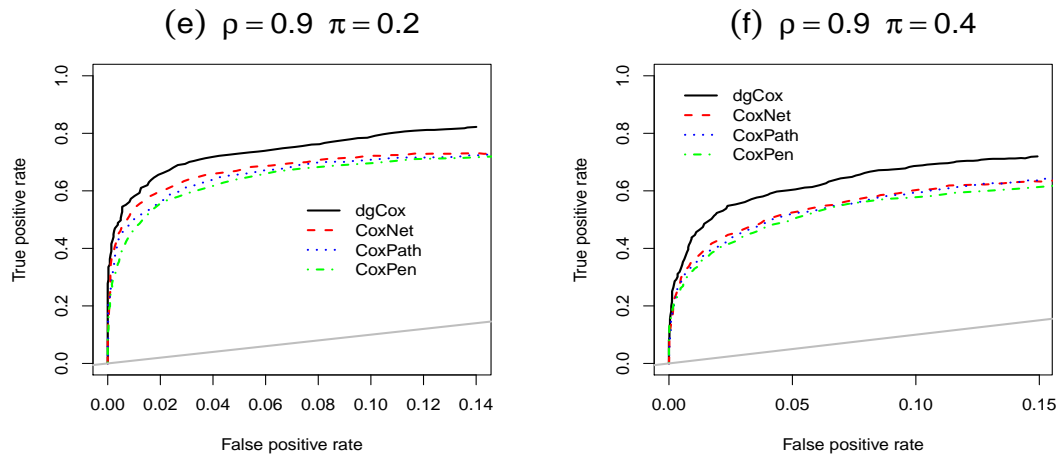 (e) ρ = 0.9 π = 0.2
True positive rate
1.0
0.8
0.6
0.4
0.2
0.0
dgCox
CoxNet
CoxPath
CoxPen
0.00 0.02 0.04 0.06 0.08 0.10 0.12 0.14
False positive rate
(f) ρ = 0.9 π = 0.4
True positive rate
1.0
0.8
0.6
0.4
0.2
0.0
dgCox
CoxNet
CoxPath
CoxPen
0.00 0.05 0.10 0.15
False positive rate